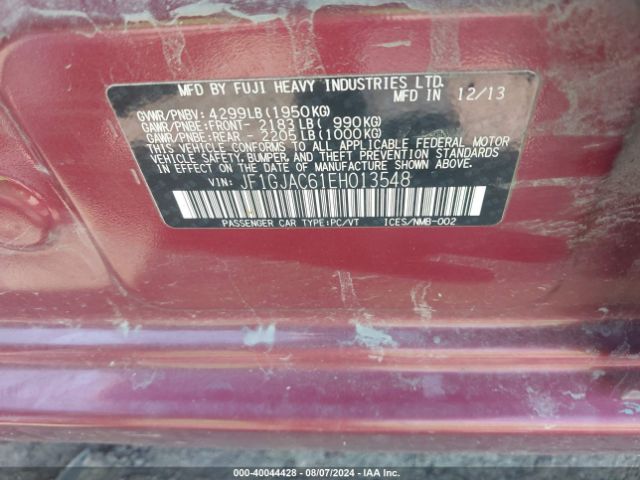 MFD BY FUJI HEAVY INDUSTRIES LTD.
MFD IN 12/13
GVWR/PNBV: 4299LB(1950KG)
GAWR/PNBE:FRONT- 2183 LB( 990KG)
GAWR/PNBE:REAR - 2205 LB(1000KG)
THIS VEHICLE CONFORMS TO ALL APPLICABLE FEDERAL MOTOR
VEHICLE SAFETY, BUMPER, AND THEFT PREVENTION STANDARDS
IN EFFECT ON THE DATE OF MANUFACTURE SHOWN ABOVE.
VIN: JF1GJAC61EH013548
PASSENGER CAR TYPE:PC/VT ICES/NMB-002
000-40044428 - 08/07/2024 - IAA, Inc.